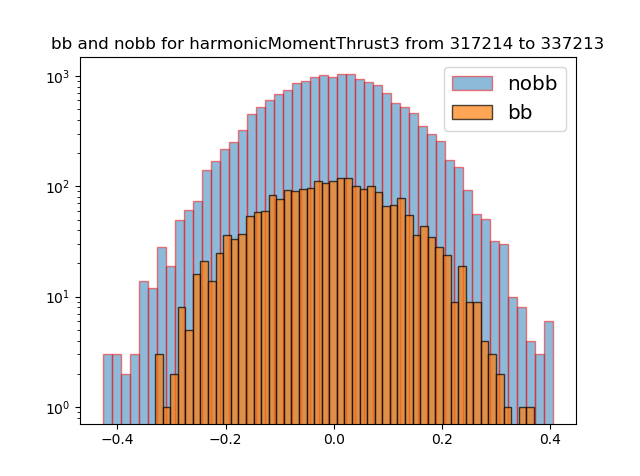 bb and nobb for harmonicMomentThrust3 from 317214 to 337213
nobb
bb
10³
10²
10¹
10⁰
−0.4 −0.2 0.0 0.2 0.4